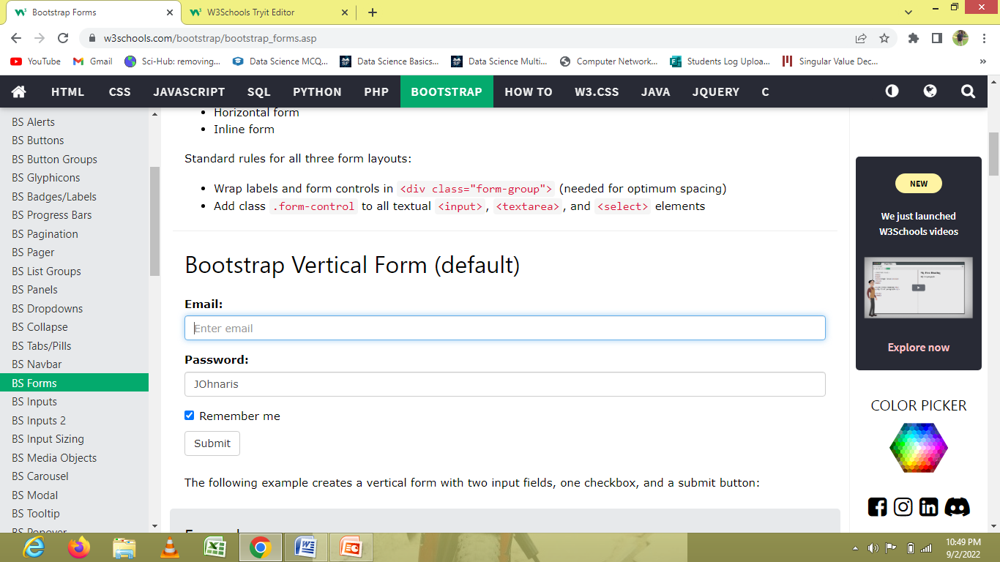 Bootstrap Forms
W3Schools Tryit Editor
w3schools.com/bootstrap/bootstrap_forms.asp
YouTube
Gmail
Sci-Hub: removing...
Data Science MCQ...
Data Science Basics...
Data Science Multi...
Computer Network...
Students Log Uploa...
Singular Value Dec...
»
HTML CSS JAVASCRIPT SQL PYTHON PHP BOOTSTRAP HOW TO W3.CSS JAVA JQUERY C
BS Alerts
BS Buttons
BS Button Groups
BS Glyphicons
BS Badges/Labels
BS Progress Bars
BS Pagination
BS Pager
BS List Groups
BS Panels
BS Dropdowns
BS Collapse
BS Tabs/Pills
BS Navbar
BS Forms
BS Inputs
BS Inputs 2
BS Input Sizing
BS Media Objects
BS Carousel
BS Modal
BS Tooltip
BS Popover
• Horizontal form
• Inline form
Standard rules for all three form layouts:
• Wrap labels and form controls in <div class="form-group"> (needed for optimum spacing)
• Add class .form-control to all textual <input>, <textarea>, and <select> elements
Bootstrap Vertical Form (default)
Email:
Enter email
Password:
JOhnaris
Remember me
Submit
The following example creates a vertical form with two input fields, one checkbox, and a submit button:
NEW
We just launched
W3Schools videos
Explore now
COLOR PICKER
10:49 PM
9/2/2022